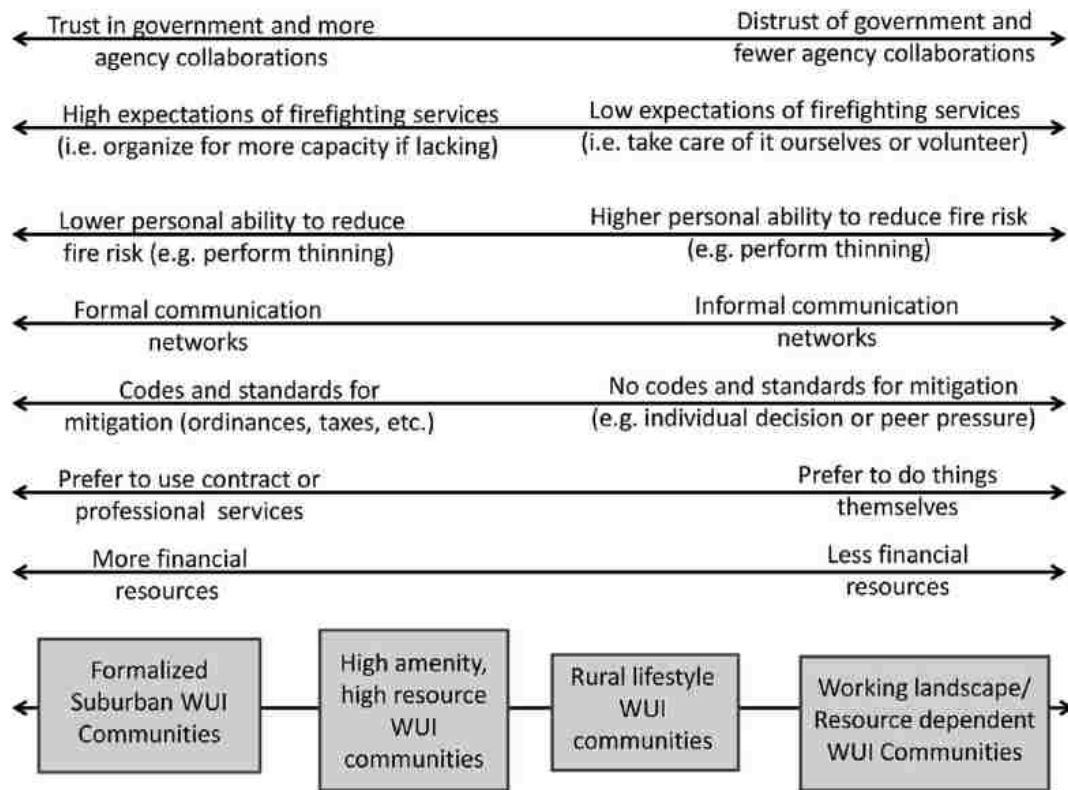 Trust in government and more
agency collaborations
Distrust of government and
fewer agency collaborations
High expectations of firefighting services
(i.e. organize for more capacity if lacking)
Low expectations of firefighting services
(i.e. take care of it ourselves or volunteer)
Lower personal ability to reduce
fire risk (e.g. perform thinning)
Higher personal ability to reduce fire risk
(e.g. perform thinning)
Formal communication
networks
Informal communication
networks
Codes and standards for
mitigation (ordinances, taxes, etc.)
No codes and standards for mitigation
(e.g. individual decision or peer pressure)
Prefer to use contract or
professional services
Prefer to do things
themselves
More financial
resources
Less financial
resources
Formalized
Suburban WUI
Communities
High amenity,
high resource
WUI
communities
Rural lifestyle
WUI
communities
Working landscape/
Resource dependent
WUI Communities